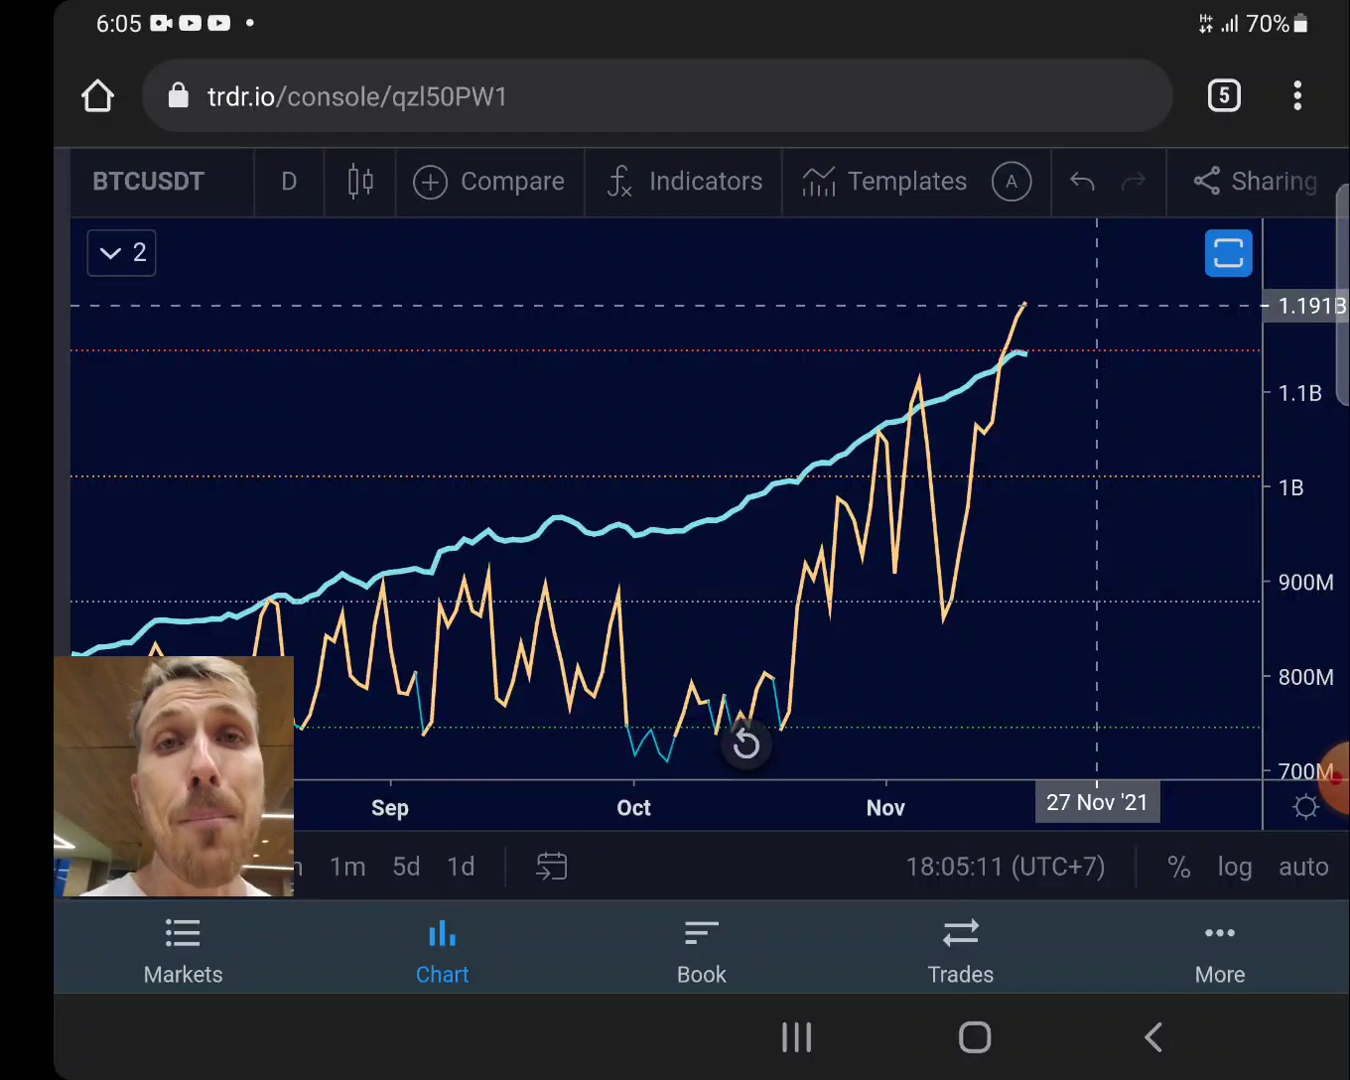 6:05
70%
trdr.io/console/qzl50PW1
5
BTCUSDT
D
Compare
Indicators
Templates
A
Sharing
2
1.191B
1.1B
1B
900M
800M
700M
Sep
Oct
Nov
27 Nov '21
1m
5d
1d
18:05:11 (UTC+7)
%
log
auto
Markets
Chart
Book
Trades
More